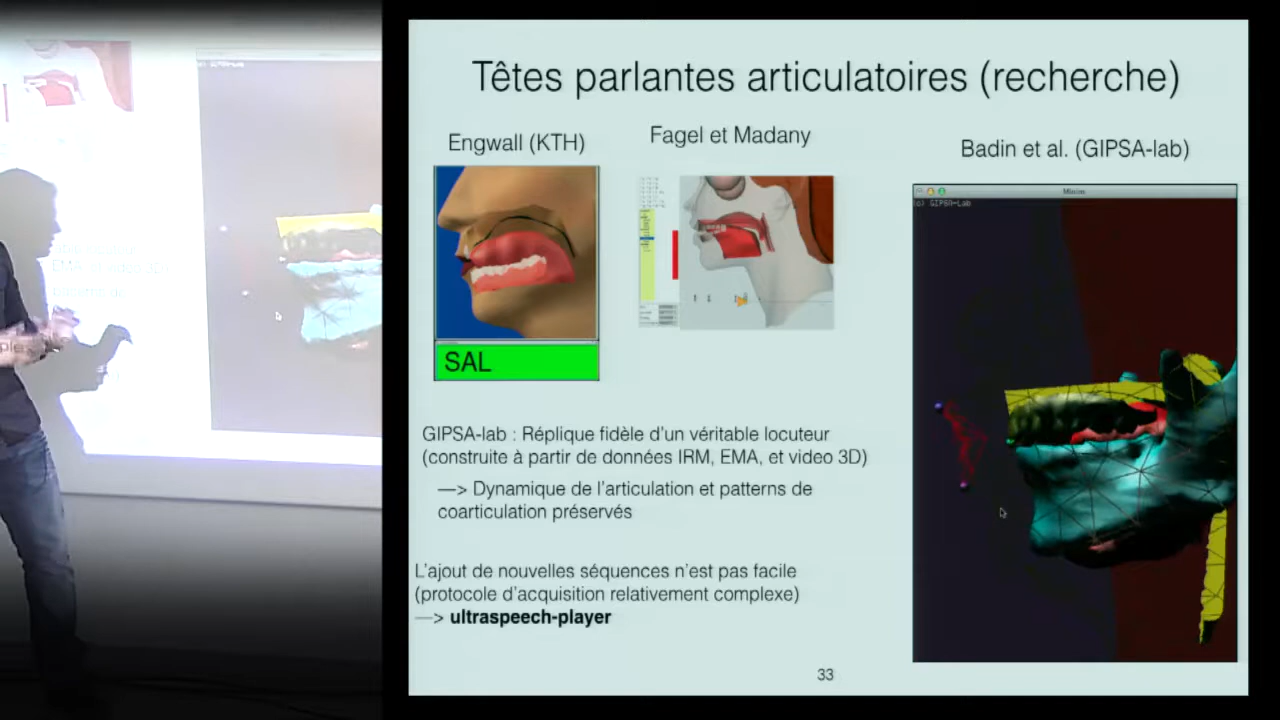 Têtes parlantes articulatoires (recherche)
Engwall (KTH)
Fagel et Madany
Badin et al. (GIPSA-lab)
Minim
(c) GIPSA-Lab
SAL
GIPSA-lab : Réplique fidèle d'un véritable locuteur
(construite à partir de données IRM, EMA, et video 3D)
—> Dynamique de l'articulation et patterns de
coarticulation préservés
L'ajout de nouvelles séquences n'est pas facile
(protocole d'acquisition relativement complexe)
—> ultraspeech-player
33